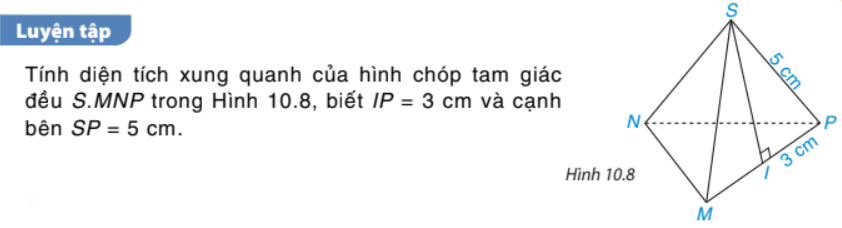 Luyện tập
Tính diện tích xung quanh của hình chóp tam giác
đều S.MNP trong Hình 10.8, biết IP = 3 cm và cạnh
bên SP = 5 cm.
S
5 cm
N
P
3 cm
I
Hình 10.8
M